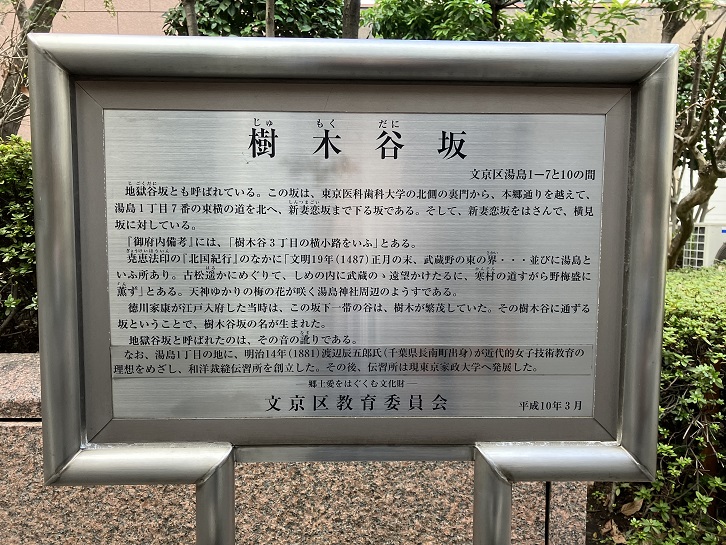 じゅ もく だに
樹木谷坂
文京区湯島1ー7と10の間
地獄谷坂とも呼ばれている。この坂は、東京医科歯科大学の北側の裏門から、本郷通りを越えて、
湯島1丁目7番の東横の道を北へ、新妻恋坂まで下る坂である。そして、新妻恋坂をはさんで、横見
坂に対している。
『御府内備考』には、「樹木谷3丁目の横小路をいふ」とある。
尭恵法印の『北国紀行』のなかに「文明19年(1487)正月の末、武蔵野の東の界・・・並びに湯島と
いふ所あり。古松遥かにめぐりて、しめの内に武蔵のゝ遠望かけたるに、寒村の道すがら野梅盛に
薫ず」とある。天神ゆかりの梅の花が咲く湯島神社周辺のようすである。
徳川家康が江戸入府した当時は、この坂下一帯の谷は、樹木が繁茂していた。その樹木谷に通ずる
坂ということで、樹木谷坂の名が生まれた。
地獄谷坂と呼ばれたのは、その音の訛りである。
なお、湯島1丁目の地に、明治14年(1881)渡辺辰五郎氏(千葉県長南町出身)が近代的女子技術教育の
理想をめざし、和洋裁縫伝習所を創立した。その後、伝習所は現東京家政大学へ発展した。
―郷土愛をはぐくむ文化財―
文京区教育委員会
平成10年3月